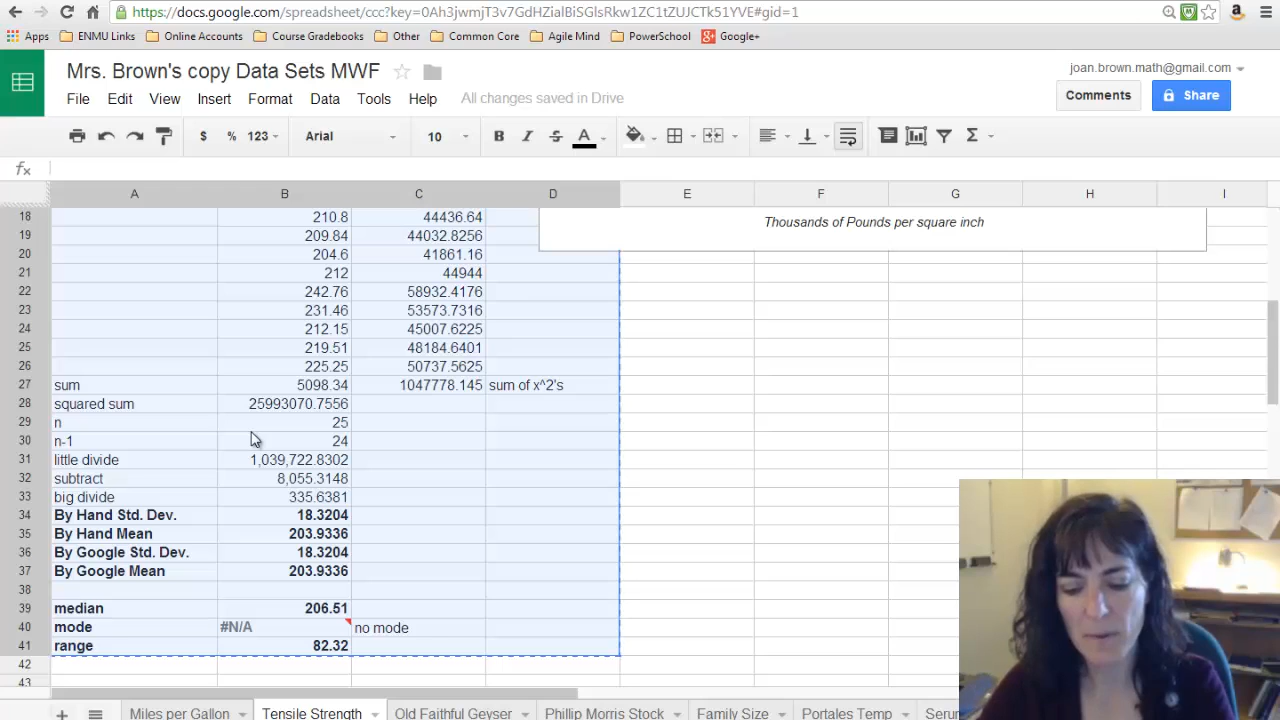 https://docs.google.com/spreadsheet/ccc?key=0Ah3jwmjT3v7GdHZialBiSGlsRkw1ZC1tZUJCTk51YVE#gid=1
Apps ENMU Links Online Accounts Course Gradebooks Other Common Core Agile Mind PowerSchool Google+
Mrs. Brown's copy Data Sets MWF
joan.brown.math@gmail.com
File Edit View Insert Format Data Tools Help All changes saved in Drive
Comments Share
$ % 123 Arial 10 B I S A Σ
fx
A B C D E F G H I
18 210.8 44436.64 Thousands of Pounds per square inch
19 209.84 44032.8256
20 204.6 41861.16
21 212 44944
22 242.76 58932.4176
23 231.46 53573.7316
24 212.15 45007.6225
25 219.51 48184.6401
26 225.25 50737.5625
27 sum 5098.34 1047778.145 sum of x^2's
28 squared sum 25993070.7556
29 n 25
30 n-1 24
31 little divide 1,039,722.8302
32 subtract 8,055.3148
33 big divide 335.6381
34 By Hand Std. Dev. 18.3204
35 By Hand Mean 203.9336
36 By Google Std. Dev. 18.3204
37 By Google Mean 203.9336
38
39 median 206.51
40 mode #N/A no mode
41 range 82.32
42
43
Miles per Gallon Tensile Strength Old Faithful Geyser Phillip Morris Stock Family Size Portales Temp Serur